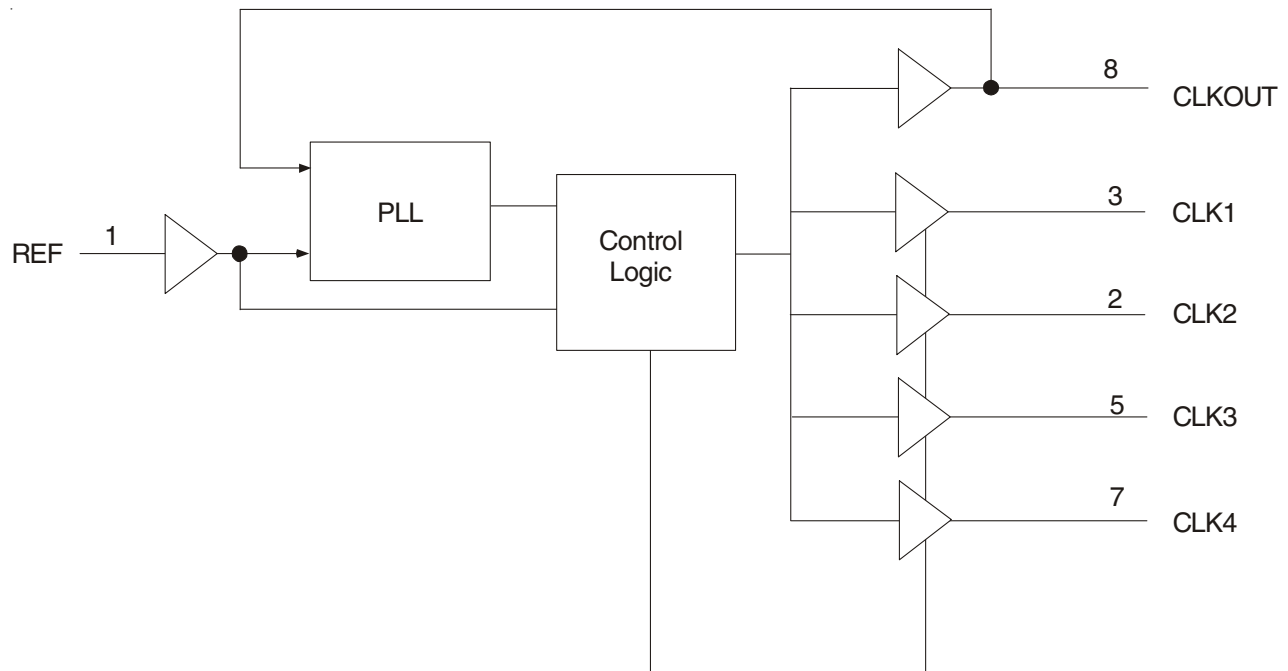 8
CLKOUT
PLL
3
CLK1
REF
1
Control
Logic
2
CLK2
5
CLK3
7
CLK4